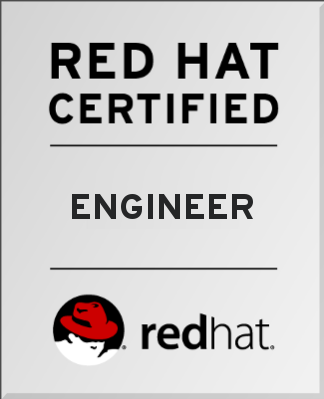 RED HAT
CERTIFIED
ENGINEER
® redhat®